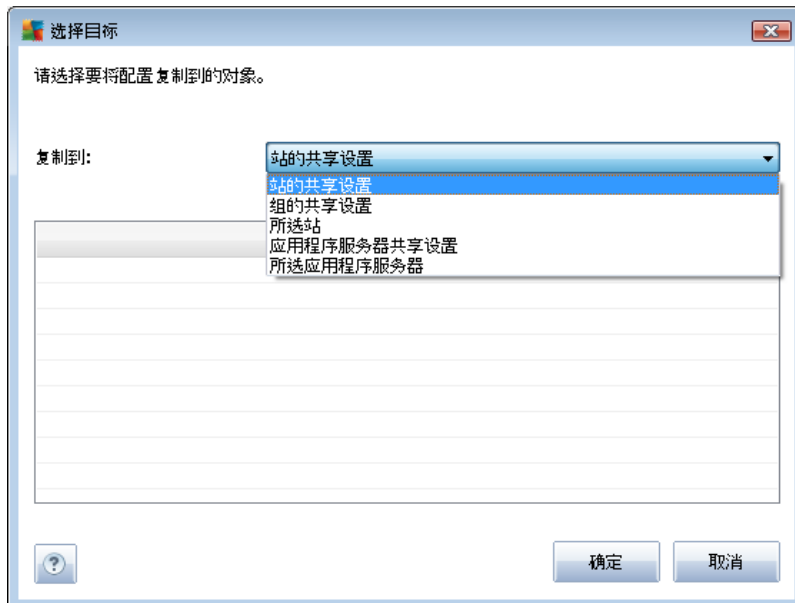 选择目标
请选择要将配置复制到的对象。
复制到: 站的共享设置
站的共享设置
组的共享设置
所选站
应用程序服务器共享设置
所选应用程序服务器
?
确定 取消